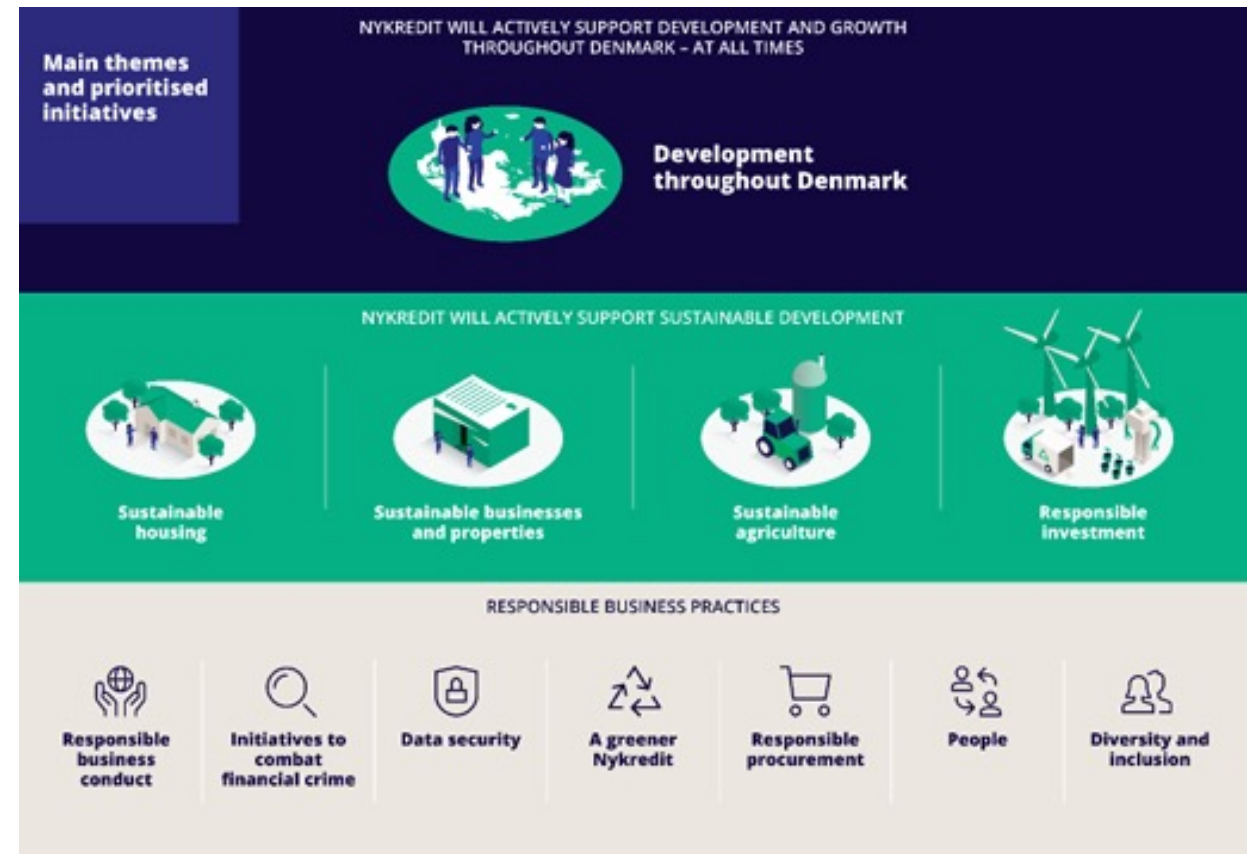 Main themes
and prioritised
initiatives
NYKREDIT WILL ACTIVELY SUPPORT DEVELOPMENT AND GROWTH
THROUGHOUT DENMARK – AT ALL TIMES
Development
throughout Denmark
NYKREDIT WILL ACTIVELY SUPPORT SUSTAINABLE DEVELOPMENT
Sustainable
housing
Sustainable businesses
and properties
Sustainable
agriculture
Responsible
investment
RESPONSIBLE BUSINESS PRACTICES
Responsible
business
conduct
Initiatives to
combat
financial crime
Data security
A greener
Nykredit
Responsible
procurement
People
Diversity and
inclusion